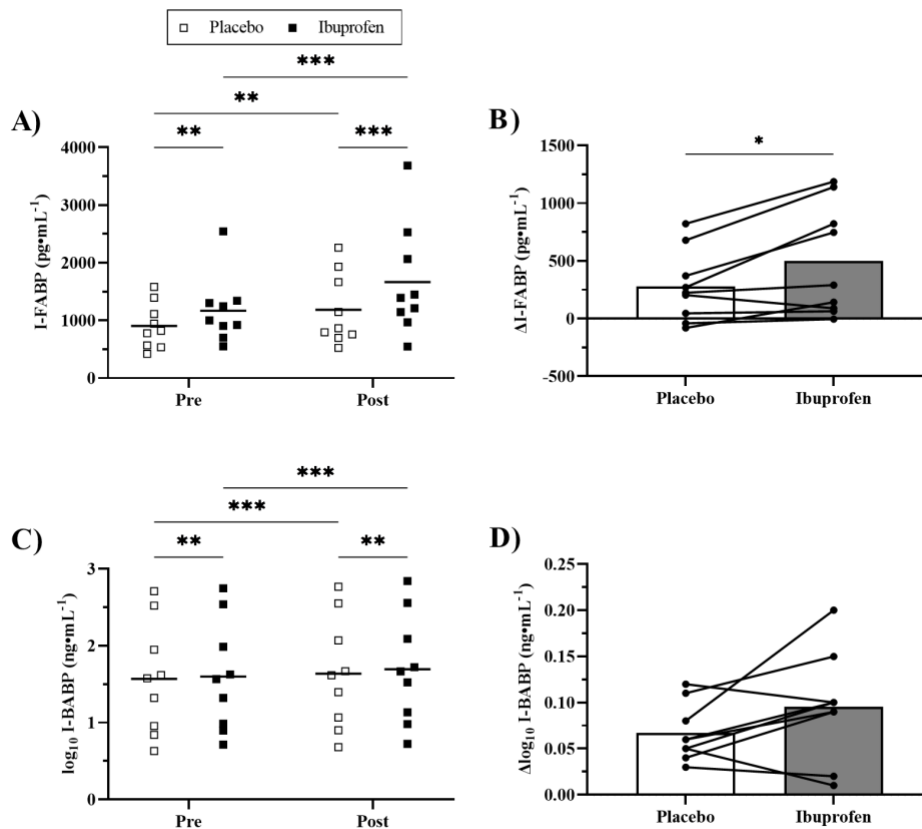 Placebo Ibuprofen
***
**
A)
** ***
4000
3000
2000
1000
0
I-FABP (pg•mL⁻¹)
Pre Post
B)
*
1500
1000
500
0
-500
ΔI-FABP (pg•mL⁻¹)
Placebo Ibuprofen
***
***
C)
** **
3
2
1
0
log₁₀ I-BABP (ng•mL⁻¹)
Pre Post
D)
0.25
0.20
0.15
0.10
0.05
0.00
Δlog₁₀ I-BABP (ng•mL⁻¹)
Placebo Ibuprofen